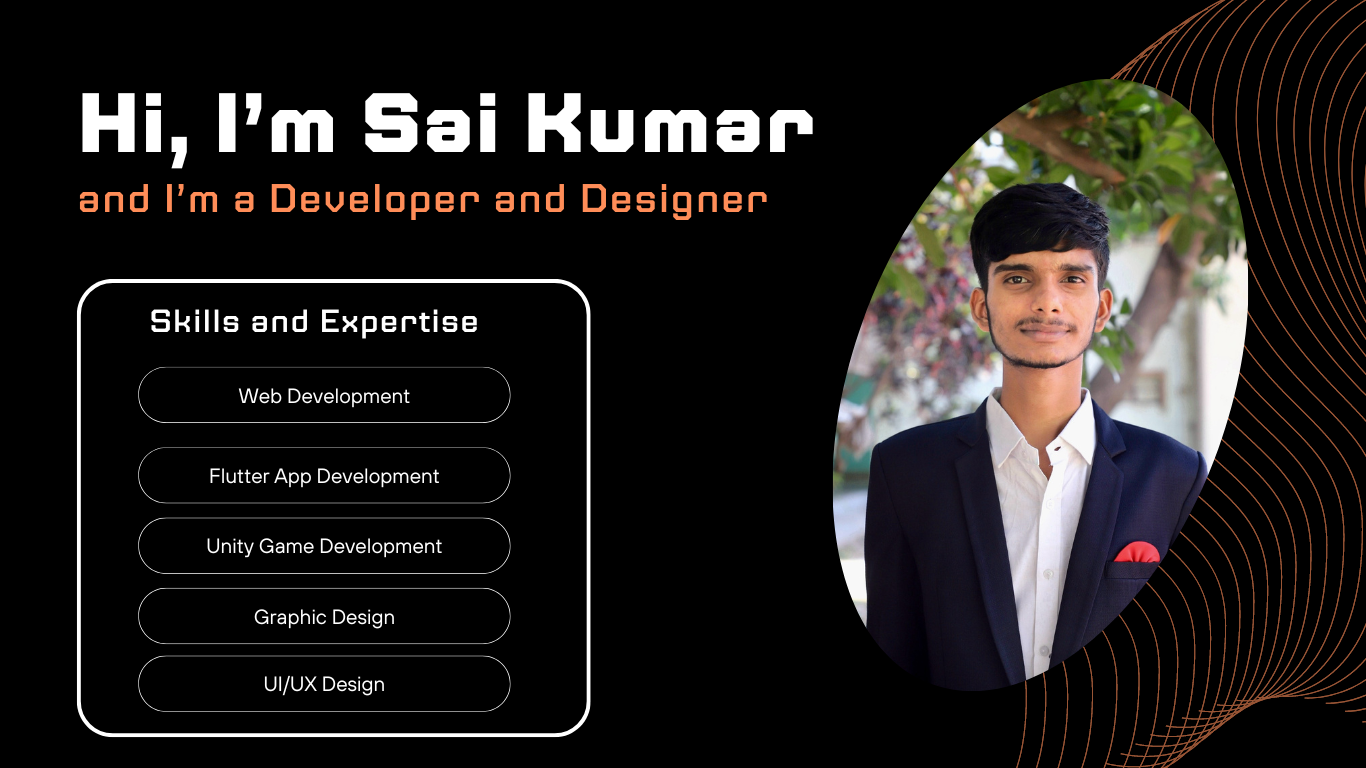 Hi, I’m Sai Kumar
and I’m a Developer and Designer
Skills and Expertise
Web Development
Flutter App Development
Unity Game Development
Graphic Design
UI/UX Design